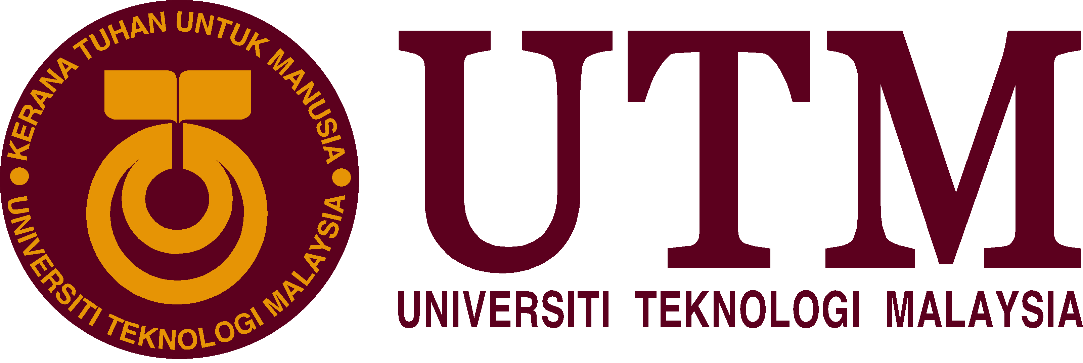 • KERANA TUHAN UNTUK MANUSIA •
UNIVERSITI TEKNOLOGI MALAYSIA
UTM
UNIVERSITI TEKNOLOGI MALAYSIA